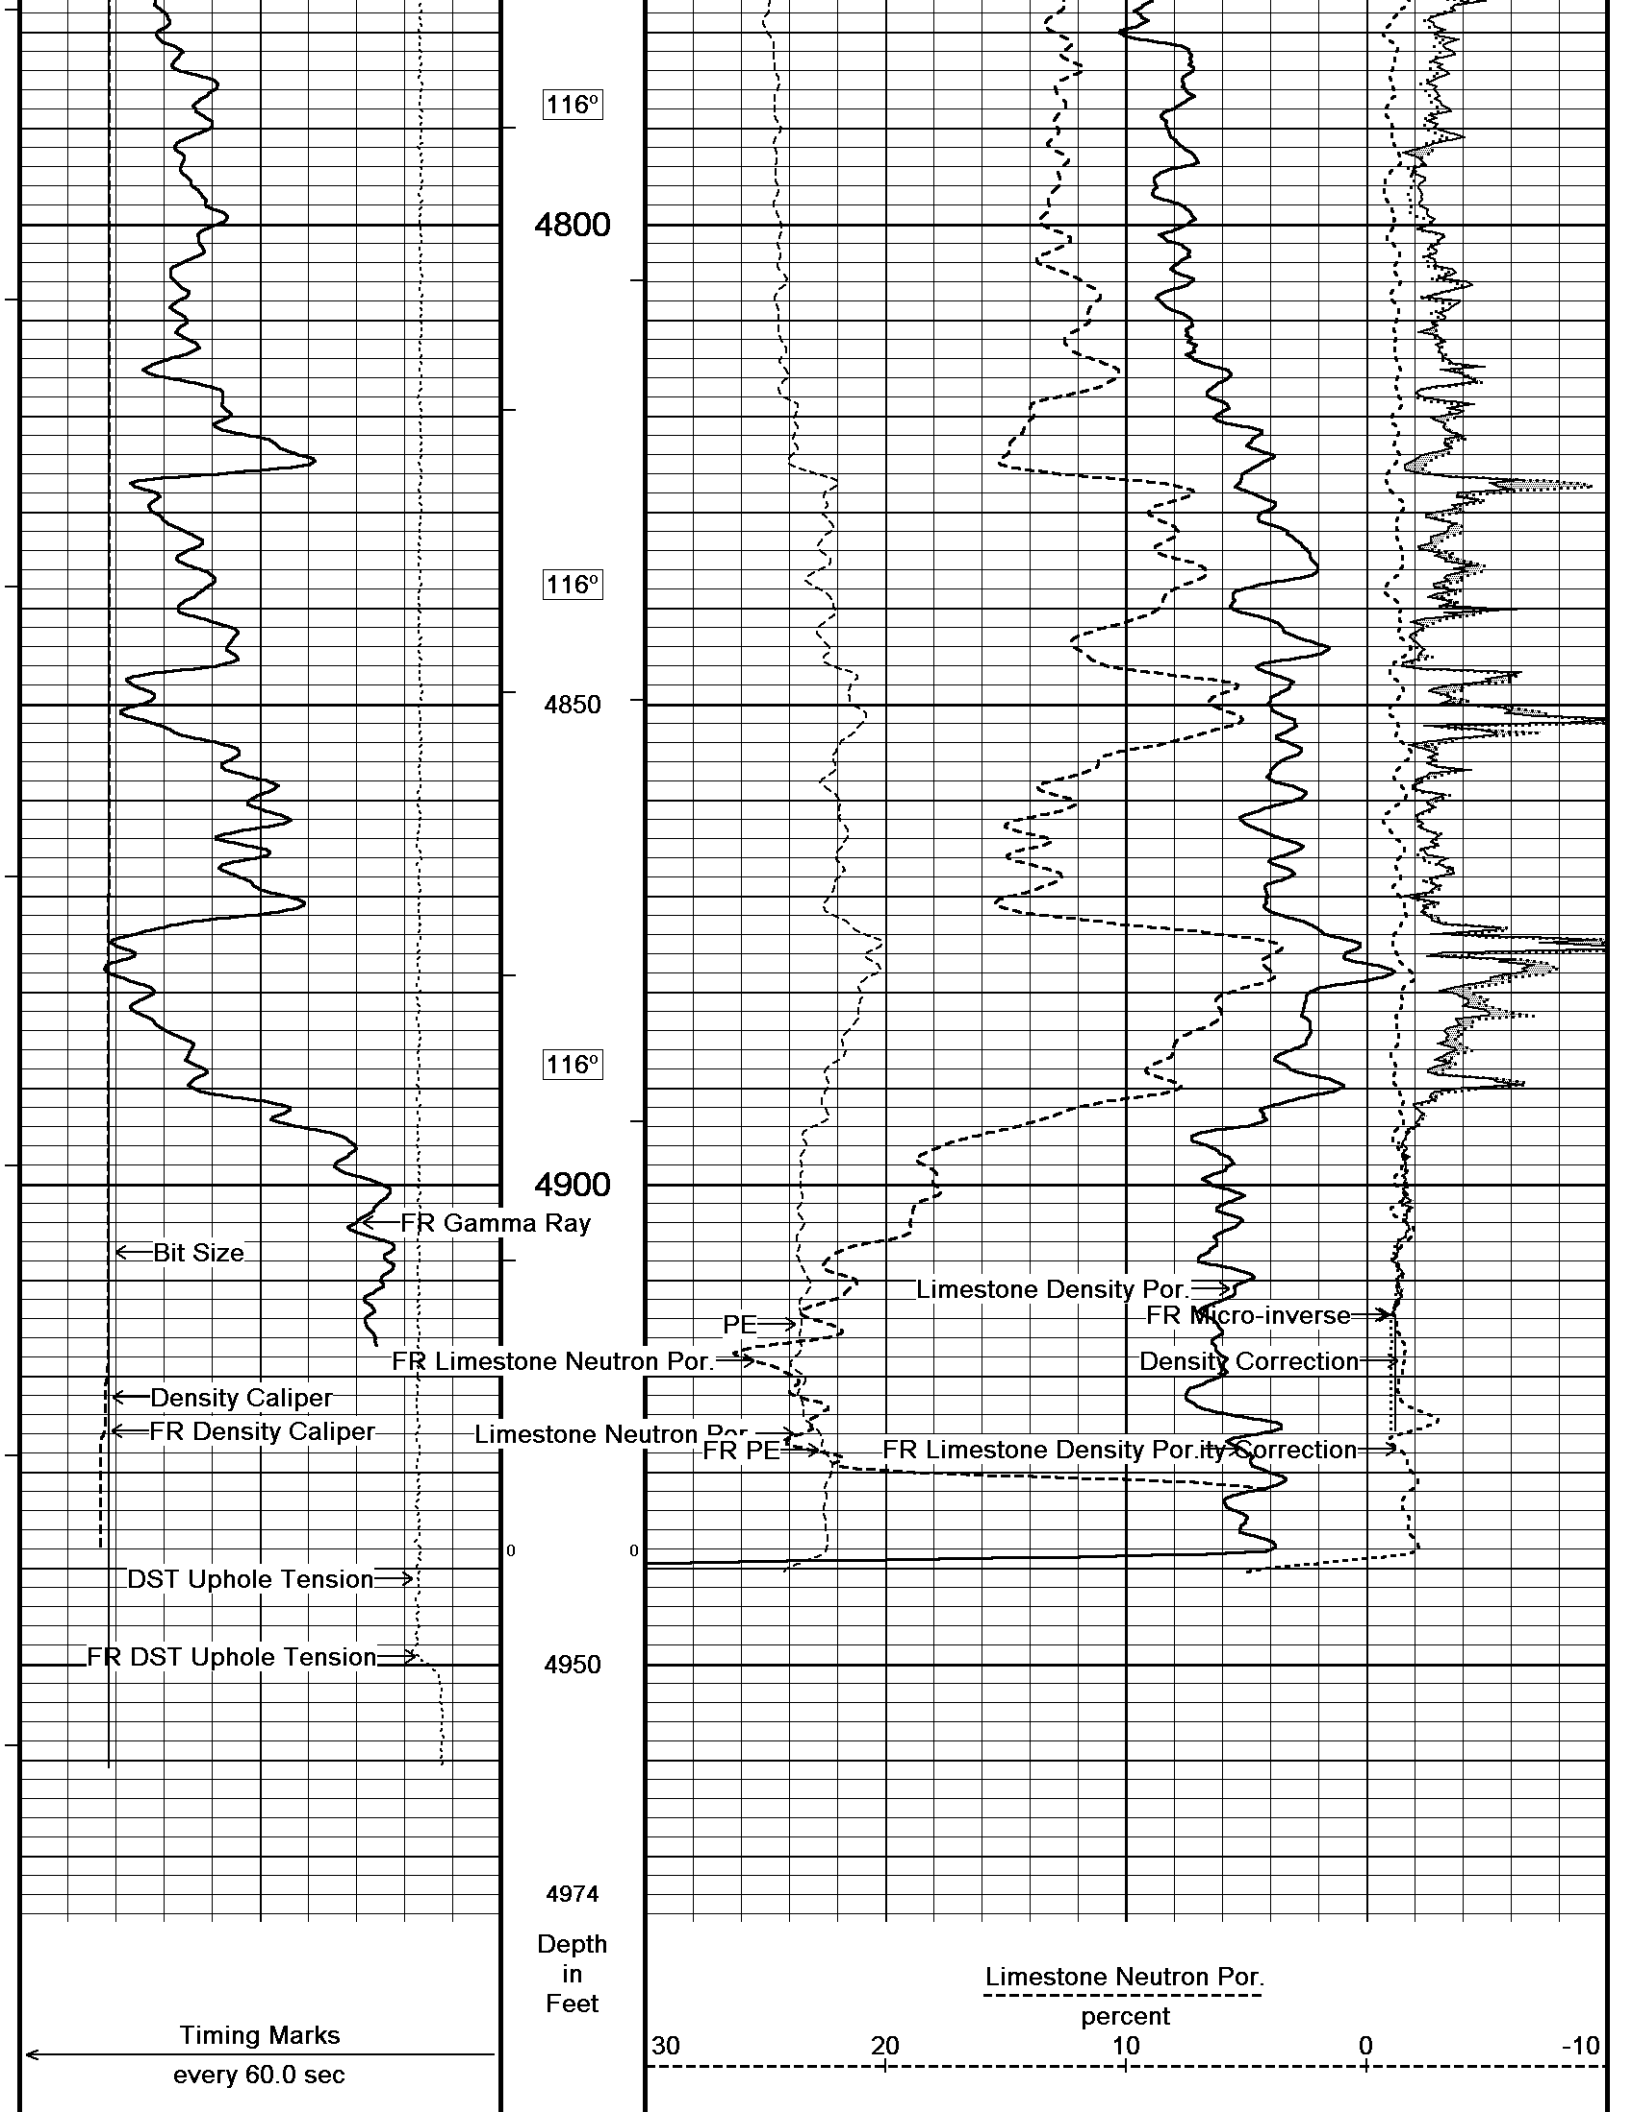 116º
4800
116º
4850
116º
4900
FR Gamma Ray
Bit Size
Limestone Density Por.
FR Micro-inverse
PE
FR Limestone Neutron Por.
Density Correction
Density Caliper
FR Density Caliper
Limestone Neutron Por.
FR PE
FR Limestone Density Por.ity Correction
0
0
DST Uphole Tension
FR DST Uphole Tension
4950
4974
Depth
in
Feet
Limestone Neutron Por.
percent
30 20 10 0 -10
Timing Marks
every 60.0 sec